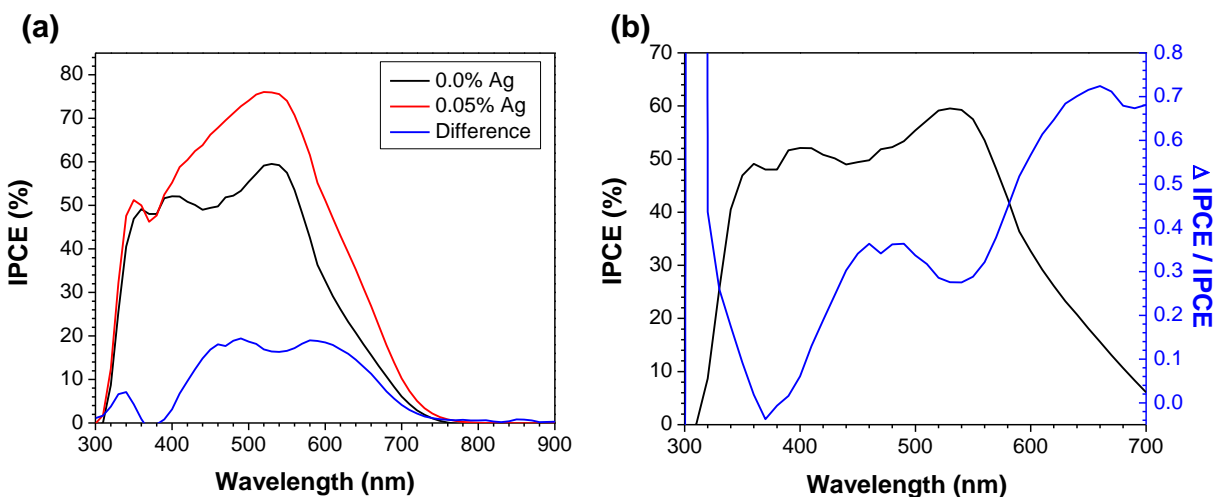 (a)
IPCE (%)
80
70
60
50
40
30
20
10
0
300 400 500 600 700 800 900
Wavelength (nm)
0.0% Ag
0.05% Ag
Difference
(b)
IPCE (%)
70
60
50
40
30
20
10
0
300 400 500 600 700
Wavelength (nm)
0.8
0.7
0.6
0.5
0.4
0.3
0.2
0.1
0.0
Δ IPCE / IPCE